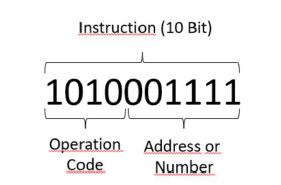 Instruction (10 Bit)
1010001111
Operation Code
Address or Number